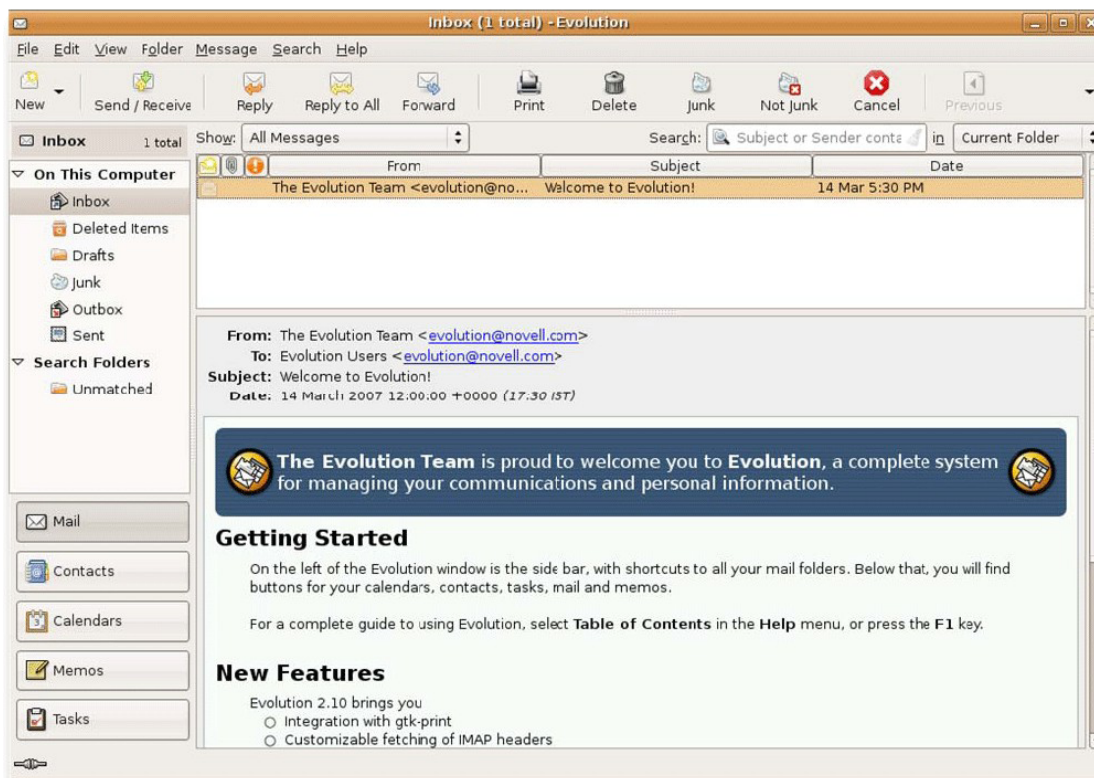 Inbox (1 total) - Evolution
File Edit View Folder Message Search Help
New Send / Receive Reply Reply to All Forward Print Delete Junk Not Junk Cancel Previous
Inbox 1 total Show: All Messages Search: Subject or Sender conta in Current Folder
From Subject Date
The Evolution Team <evolution@no... Welcome to Evolution! 14 Mar 5:30 PM
On This Computer
Inbox
Deleted Items
Drafts
Junk
Outbox
Sent
Search Folders
Unmatched
Mail
Contacts
3
Calendars
Memos
Tasks
From: The Evolution Team <evolution@novell.com>
To: Evolution Users <evolution@novell.com>
Subject: Welcome to Evolution!
Date: 14 March 2007 12:00:00 +0000 (17:30 IST)
The Evolution Team is proud to welcome you to Evolution, a complete system
for managing your communications and personal information.
Getting Started
On the left of the Evolution window is the side bar, with shortcuts to all your mail folders. Below that, you will find
buttons for your calendars, contacts, tasks, mail and memos.
For a complete guide to using Evolution, select Table of Contents in the Help menu, or press the F1 key.
New Features
Evolution 2.10 brings you
Integration with gtk-print
Customizable fetching of IMAP headers